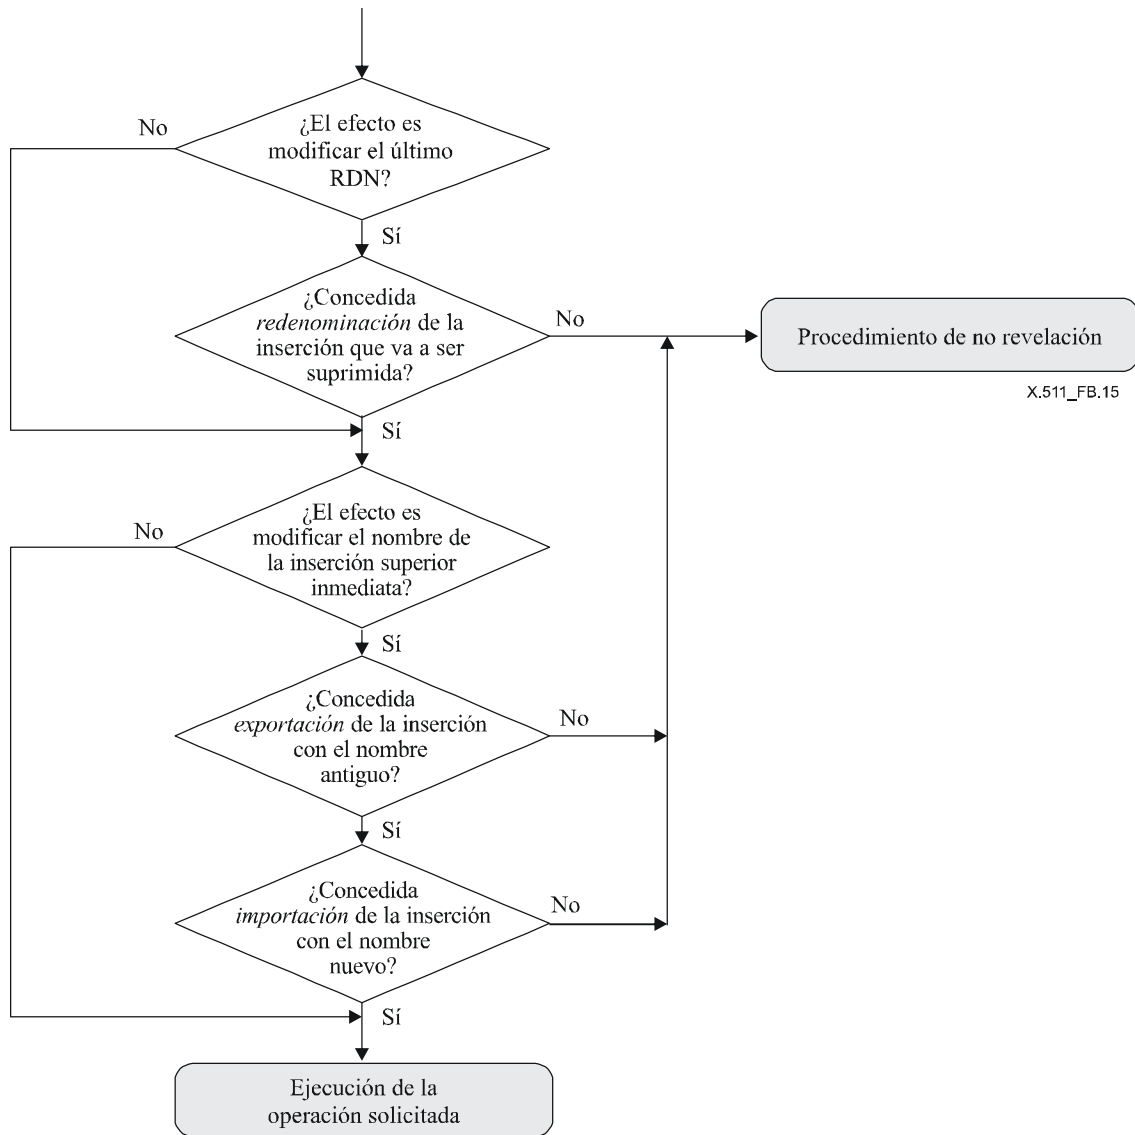 No
¿El efecto es
modificar el último
RDN?
Sí
¿Concedida
redenominación de la
inserción que va a ser
suprimida?
No
Procedimiento de no revelación
X.511_FB.15
Sí
No
¿El efecto es
modificar el nombre de
la inserción superior
inmediata?
Sí
¿Concedida
exportación de la inserción
con el nombre
antiguo?
No
Sí
¿Concedida
importación de la inserción
con el nombre
nuevo?
No
Sí
Ejecución de la
operación solicitada